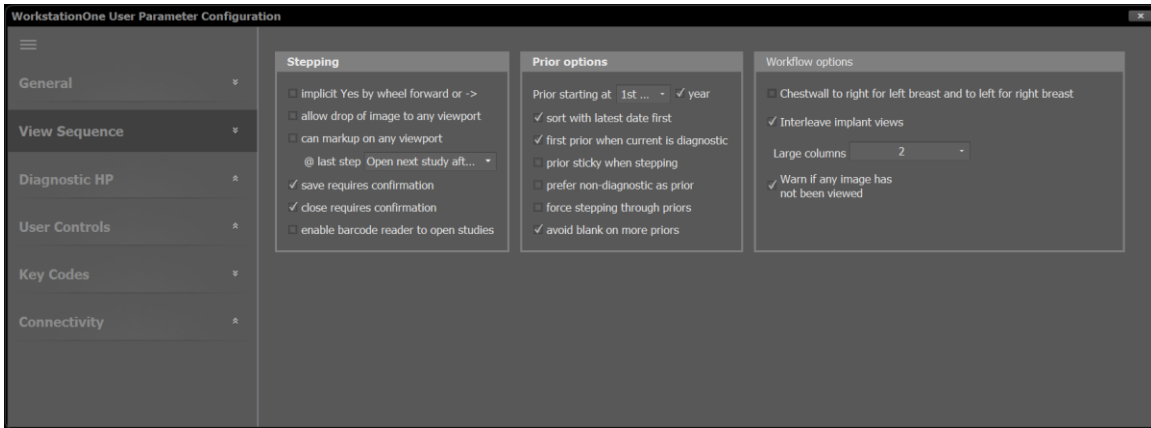 WorkstationOne User Parameter Configuration
General
View Sequence
Diagnostic HP
User Controls
Key Codes
Connectivity
Stepping
implicit Yes by wheel forward or ->
allow drop of image to any viewport
can markup on any viewport
@ last step Open next study aft...
save requires confirmation
close requires confirmation
enable barcode reader to open studies
Prior options
Prior starting at 1st ... year
sort with latest date first
first prior when current is diagnostic
prior sticky when stepping
prefer non-diagnostic as prior
force stepping through priors
avoid blank on more priors
Workflow options
Chestwall to right for left breast and to left for right breast
Interleave implant views
Large columns 2
Warn if any image has
not been viewed